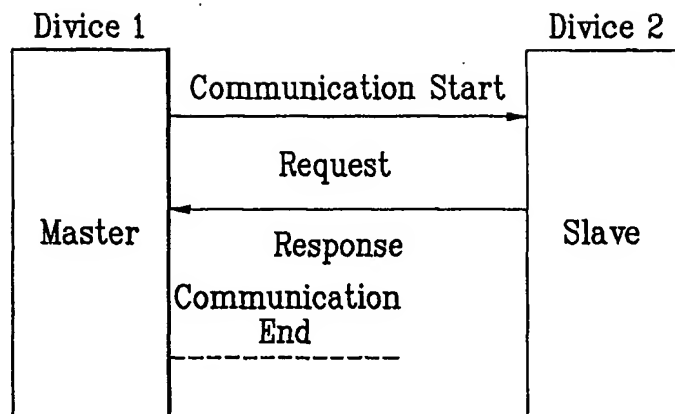 Divice 1
Divice 2
Communication Start
Request
Master
Slave
Response
Communication
End